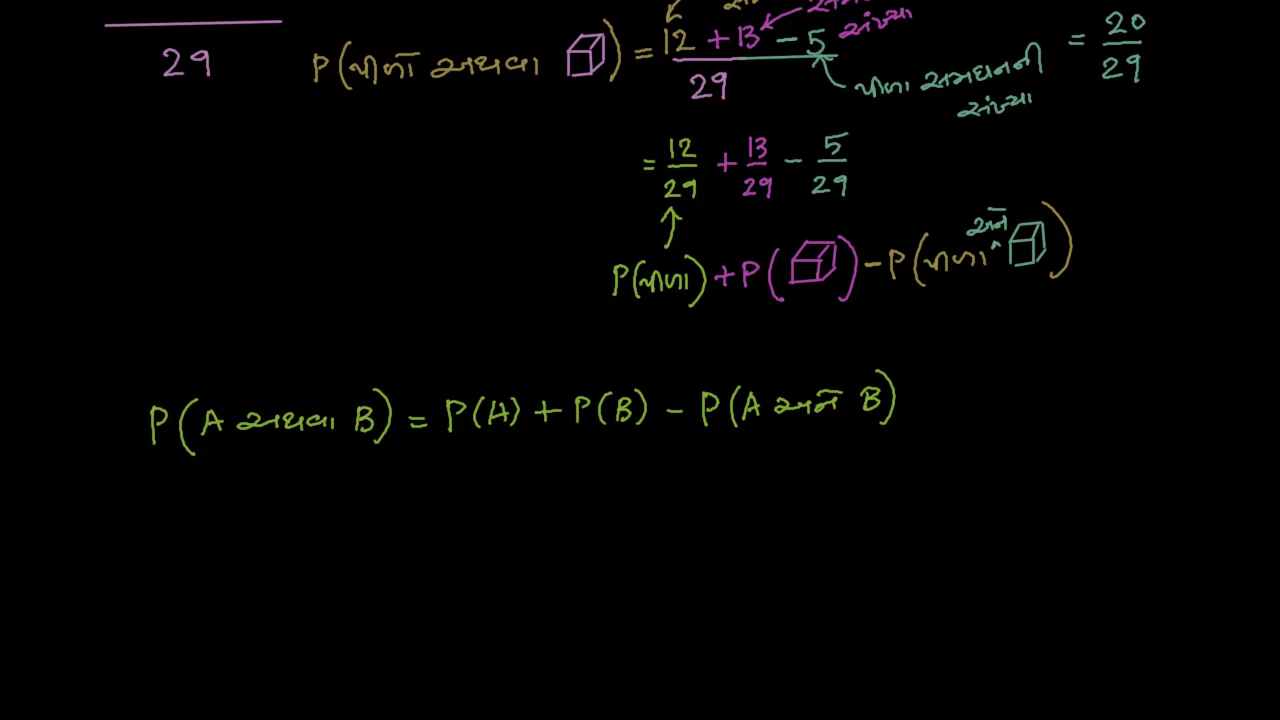 29
P(પીળો અથવા ) = 12 + 13 - 5 / 29 = 20/29
સંખ્યા
પીળા સમઘનની
સંખ્યા
= 12/29 + 13/29 - 5/29
P(પીળા) + P( ) - P(પીળા અને )
P(A અથવા B) = P(A) + P(B) - P(A અને B)